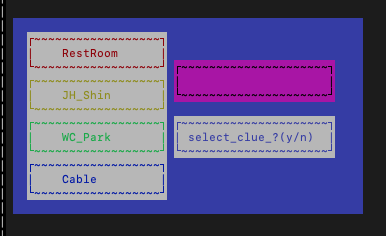 RestRoom
JH_Shin
WC_Park
select_clue_?(y/n)
Cable